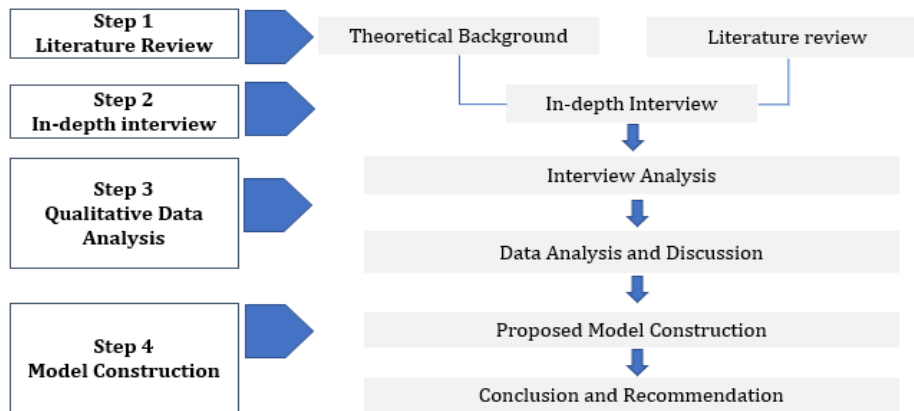 Step 1
Literature Review
Theoretical Background
Literature review
Step 2
In-depth interview
In-depth Interview
Step 3
Qualitative Data
Analysis
Interview Analysis
Data Analysis and Discussion
Step 4
Model Construction
Proposed Model Construction
Conclusion and Recommendation